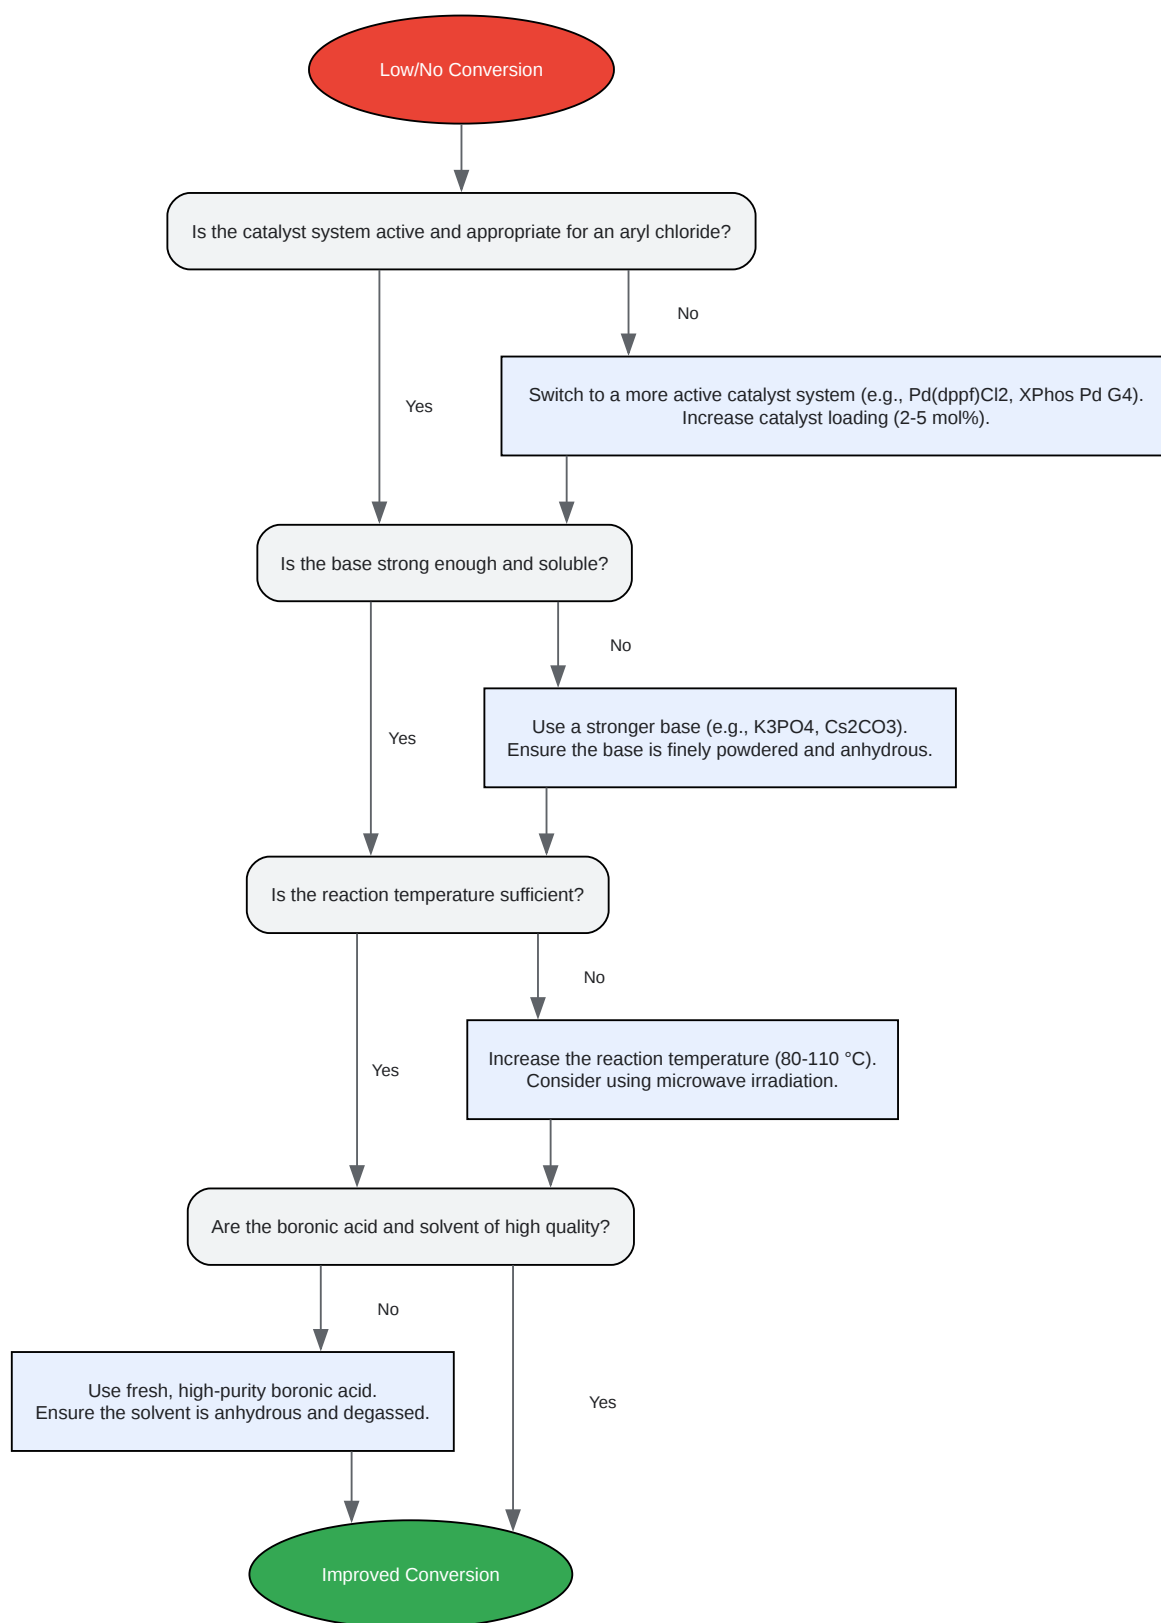 Low/No Conversion
Is the catalyst system active and appropriate for an aryl chloride?
No
Switch to a more active catalyst system (e.g., Pd(dppf)Cl2, XPhos Pd G4).
Increase catalyst loading (2-5 mol%).
Yes
Is the base strong enough and soluble?
No
Use a stronger base (e.g., K3PO4, Cs2CO3).
Ensure the base is finely powdered and anhydrous.
Yes
Is the reaction temperature sufficient?
No
Increase the reaction temperature (80-110 °C).
Consider using microwave irradiation.
Yes
Are the boronic acid and solvent of high quality?
No
Use fresh, high-purity boronic acid.
Ensure the solvent is anhydrous and degassed.
Yes
Improved Conversion